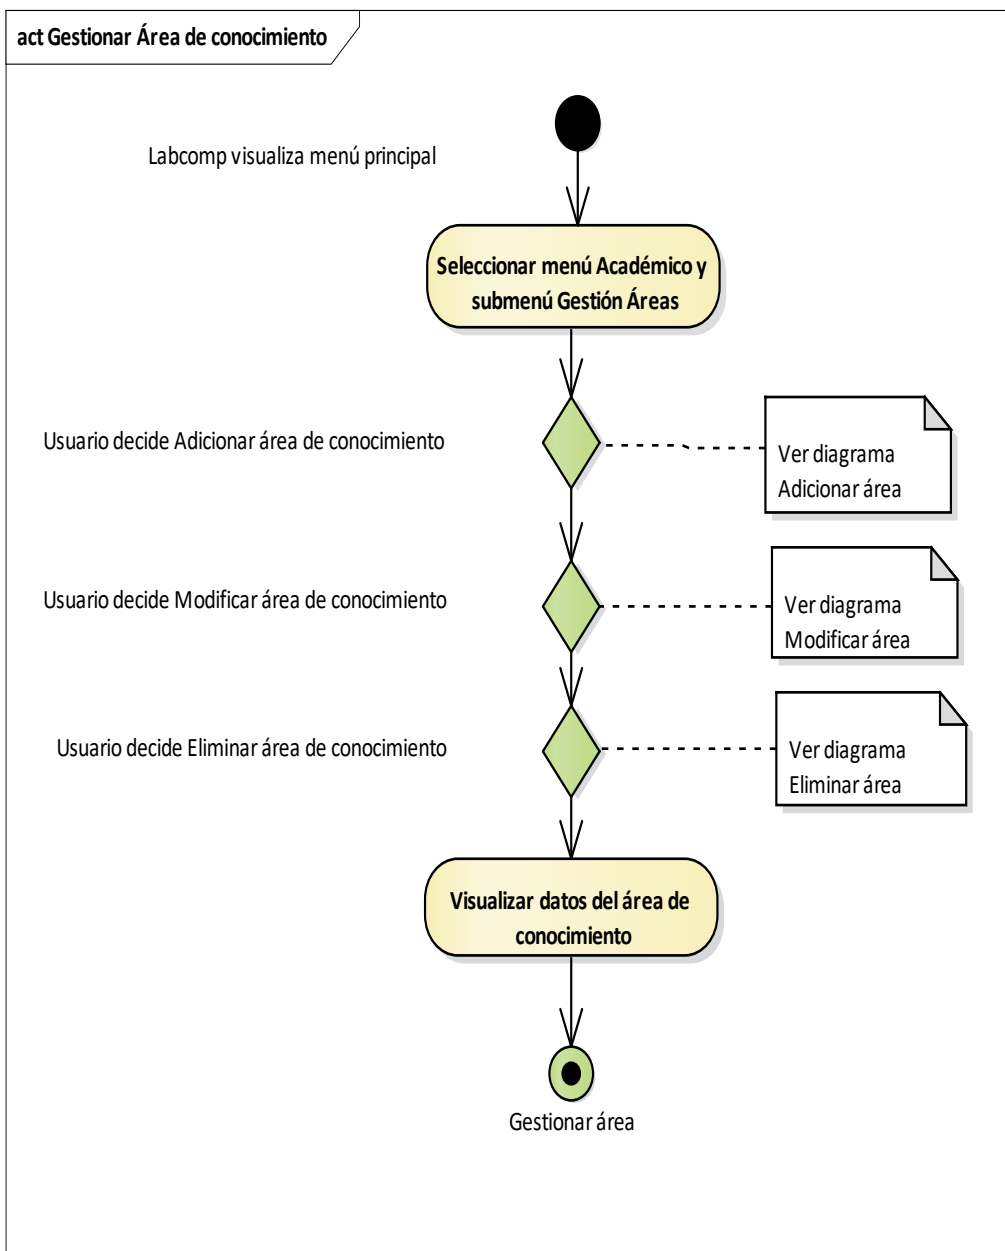 act Gestionar Área de conocimiento
Labcomp visualiza menú principal
Seleccionar menú Académico y
submenú Gestión Áreas
Usuario decide Adicionar área de conocimiento
Ver diagrama
Adicionar área
Usuario decide Modificar área de conocimiento
Ver diagrama
Modificar área
Usuario decide Eliminar área de conocimiento
Ver diagrama
Eliminar área
Visualizar datos del área de
conocimiento
Gestionar área